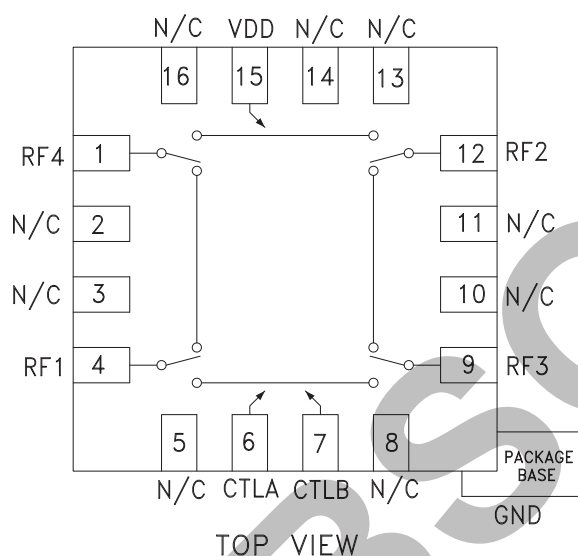 N/C VDD N/C N/C
16 15 14 13
RF4 1 12 RF2
N/C 2 11 N/C
N/C 3 10 N/C
RF1 4 9 RF3
5 6 7 8
N/C CTLA CTLB N/C
PACKAGE
BASE
GND
TOP VIEW